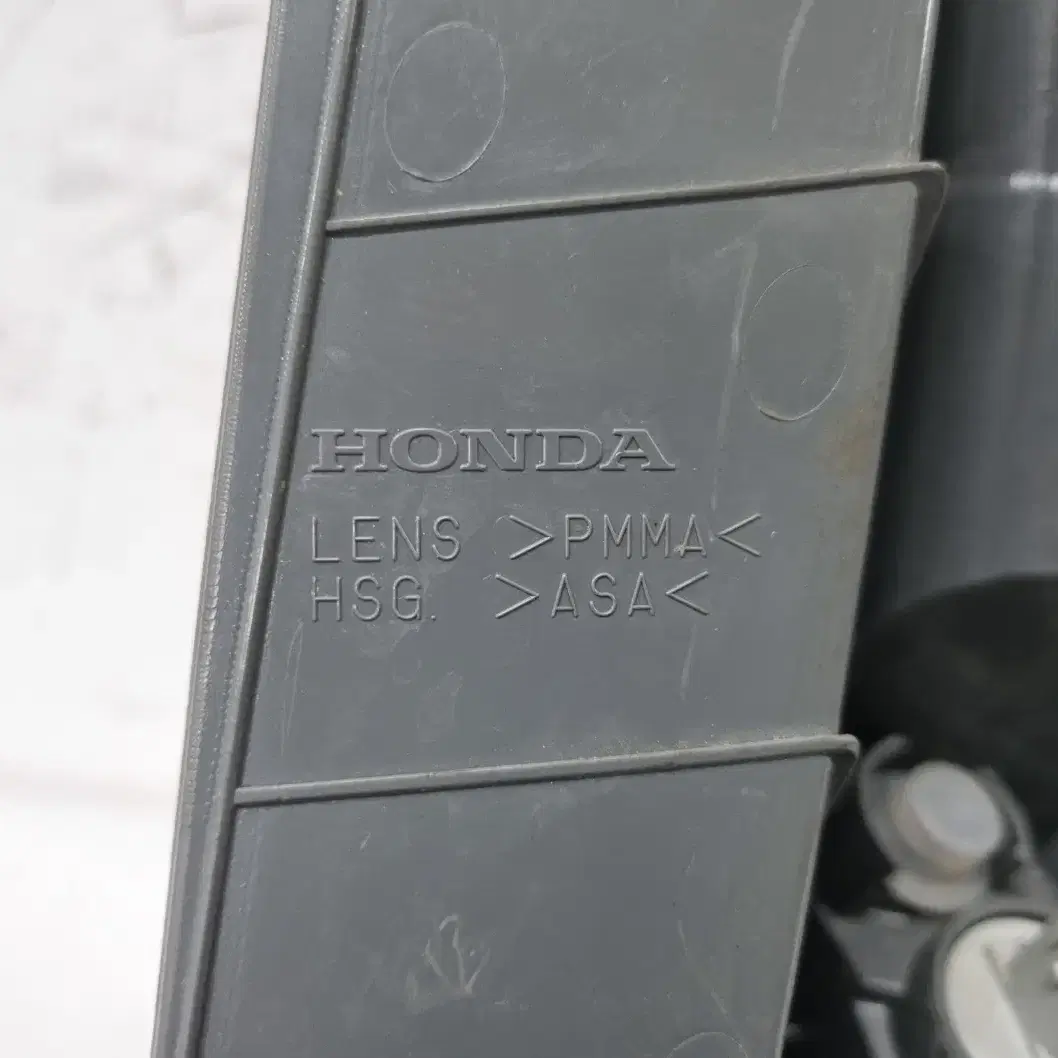 HONDA
LENS >PMMA<
HSG. >ASA<